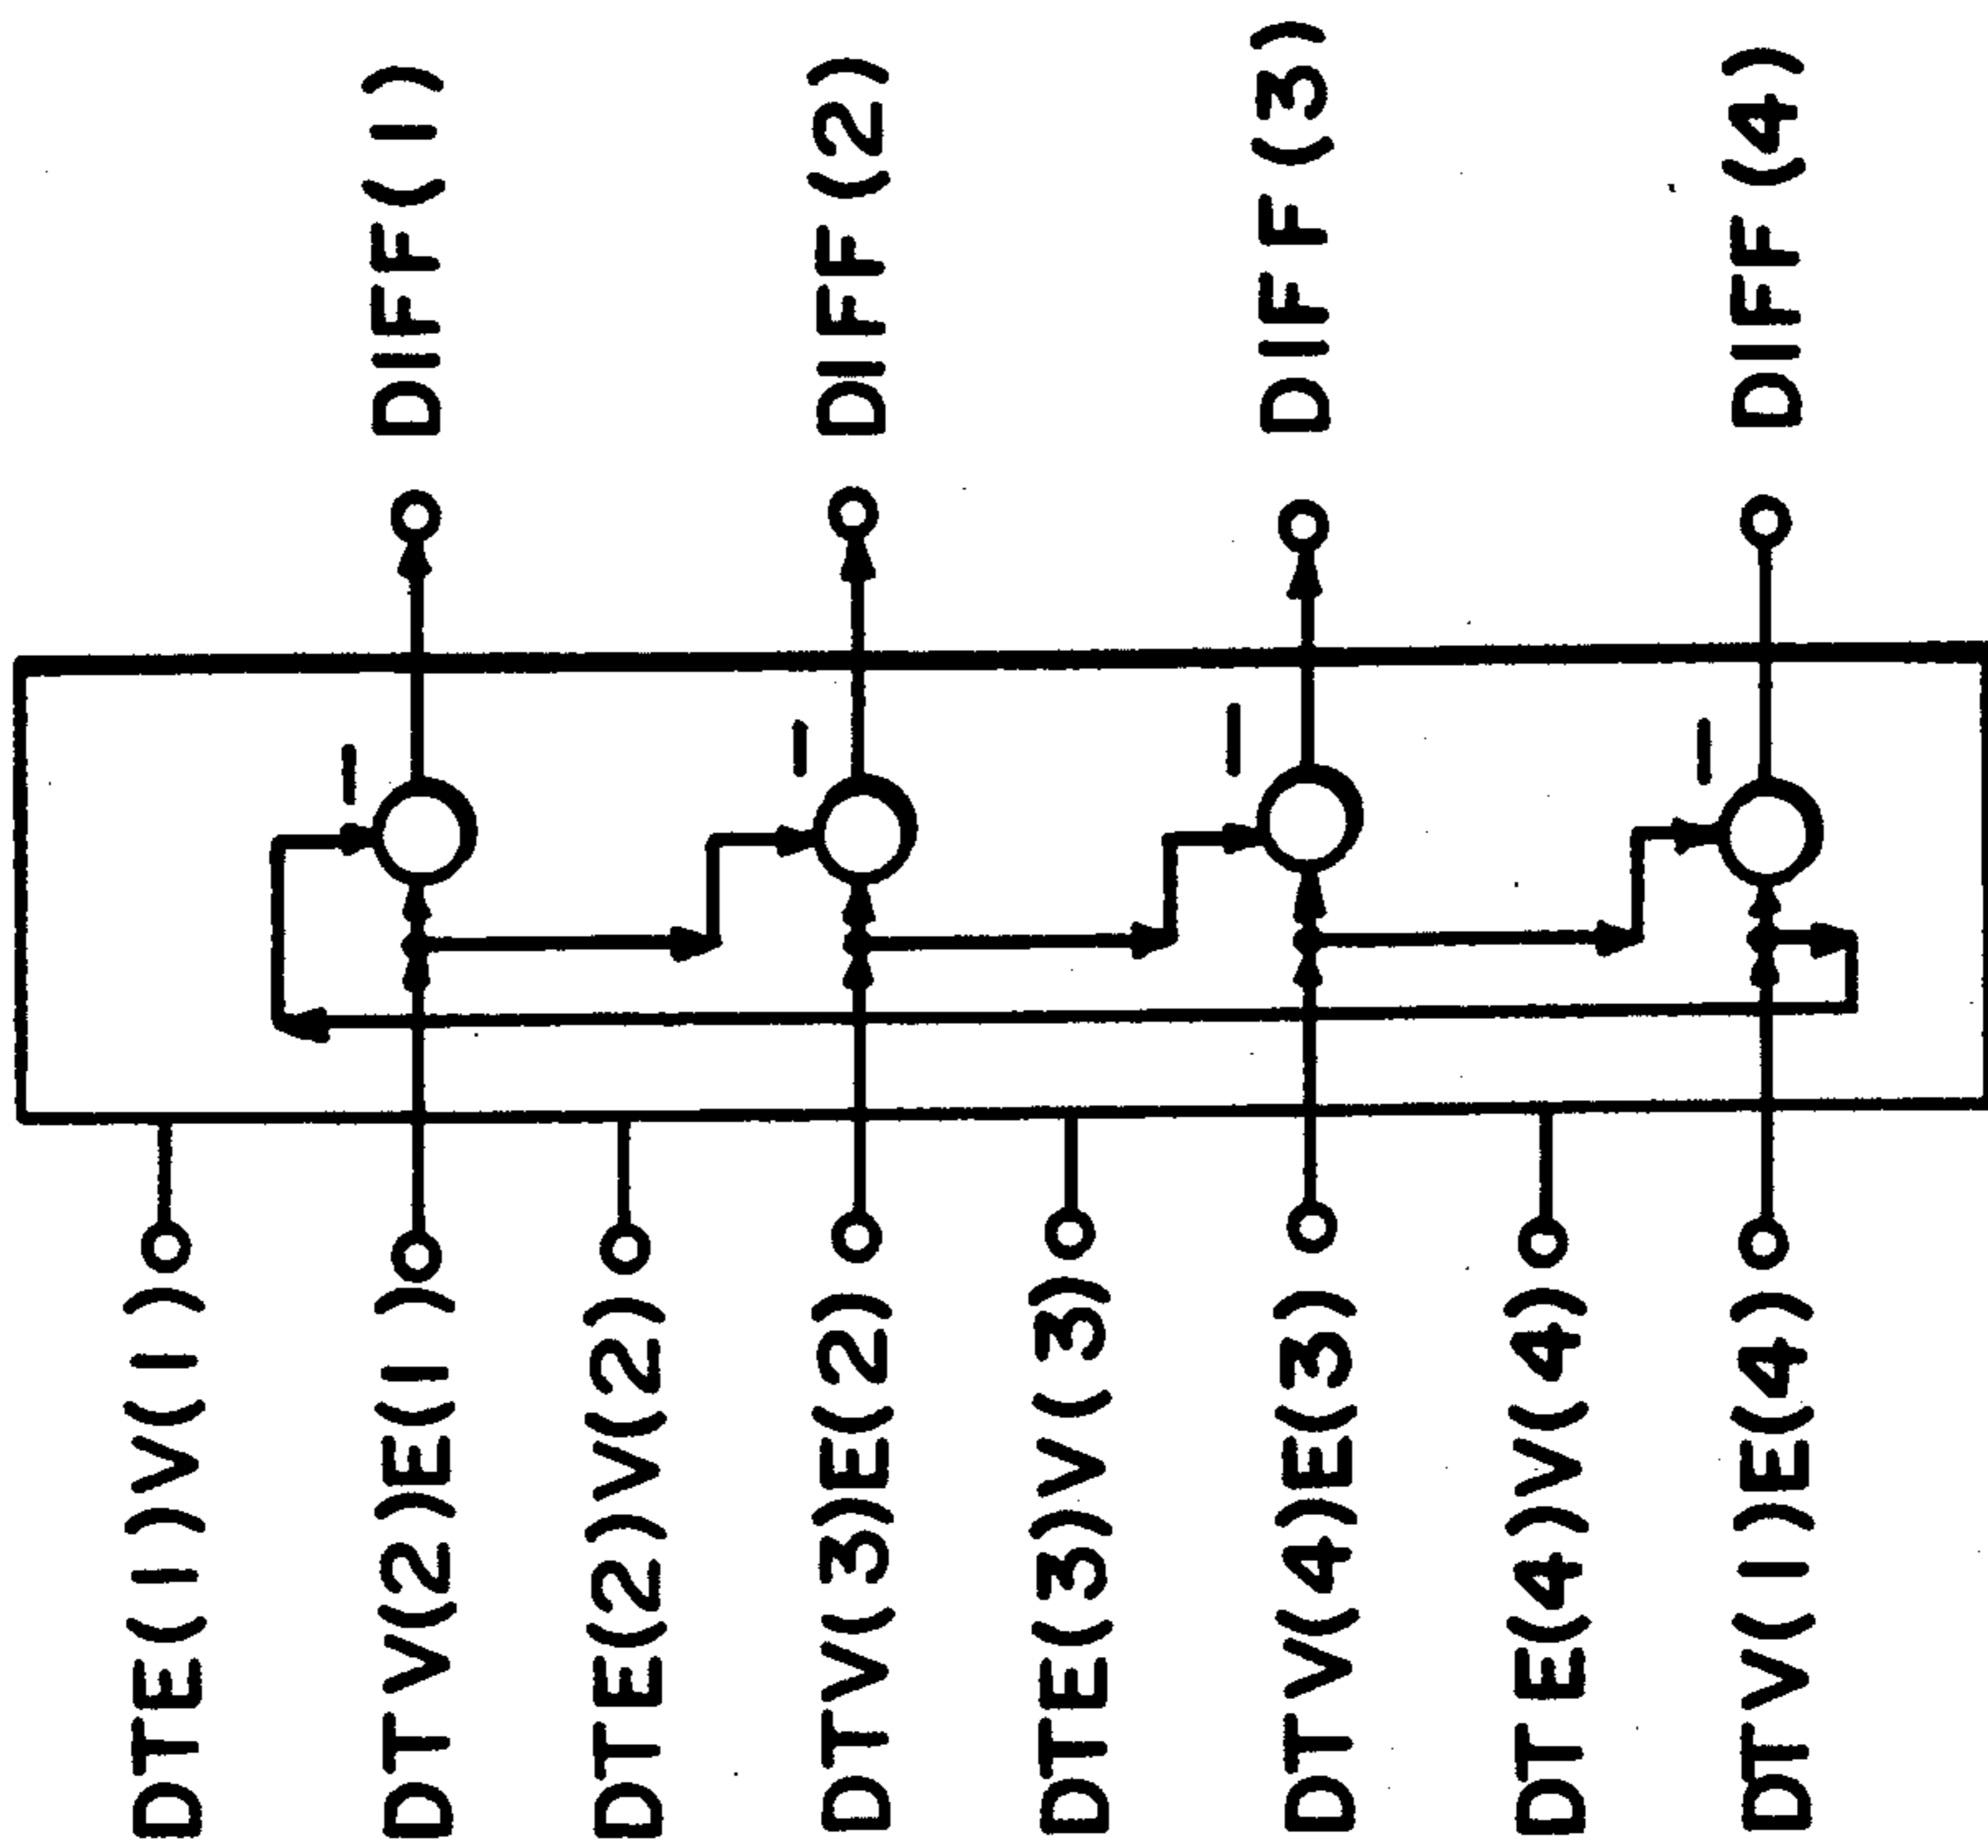 DTE(1)V(1)
DTV(2)E(1)
DTE(2)V(2)
DTV(3)E(2)
DTE(3)V(3)
DTV(4)E(3)
DTE(4)V(4)
DTV(1)E(4)
−
−
−
−
DIFF(1)
DIFF(2)
DIFF(3)
DIFF(4)